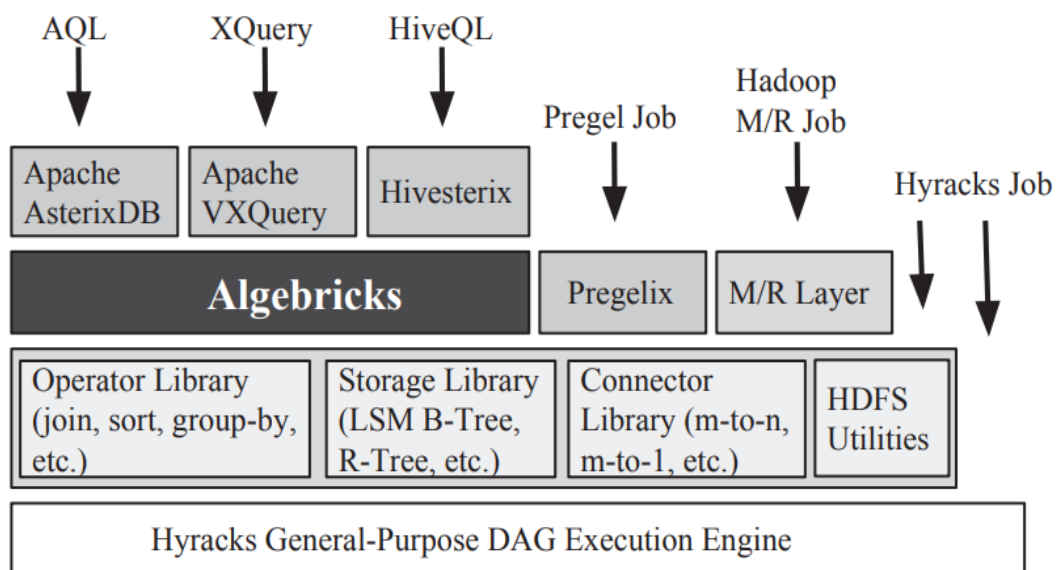 AQL
XQuery
HiveQL
Pregel Job
Hadoop
M/R Job
Hyracks Job
Apache
AsterixDB
Apache
VXQuery
Hivesterix
Algebricks
Pregelix
M/R Layer
Operator Library
(join, sort, group-by,
etc.)
Storage Library
(LSM B-Tree,
R-Tree, etc.)
Connector
Library (m-to-n,
m-to-1, etc.)
HDFS
Utilities
Hyracks General-Purpose DAG Execution Engine